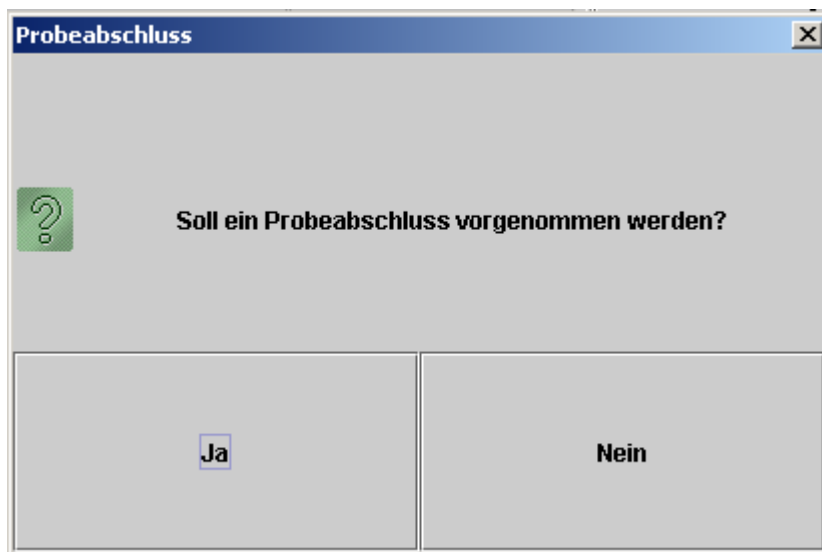 Probeabschluss
Soll ein Probeabschluss vorgenommen werden?
Ja
Nein